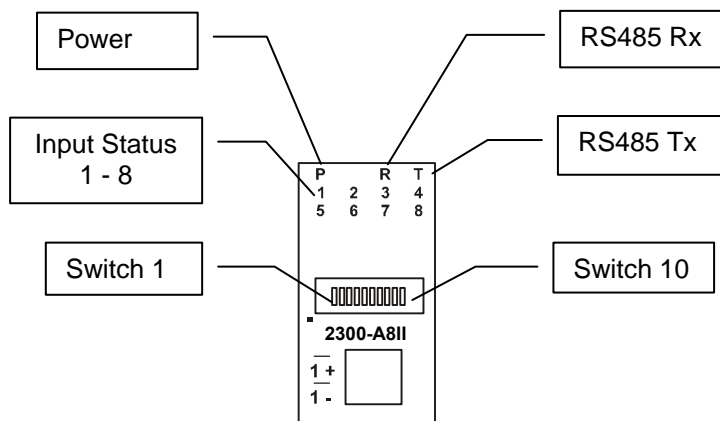 Power
RS485 Rx
Input Status
1 - 8
RS485 Tx
P R T
1 2 3 4
5 6 7 8
Switch 1
Switch 10
2300-A8II
1 +
1 -